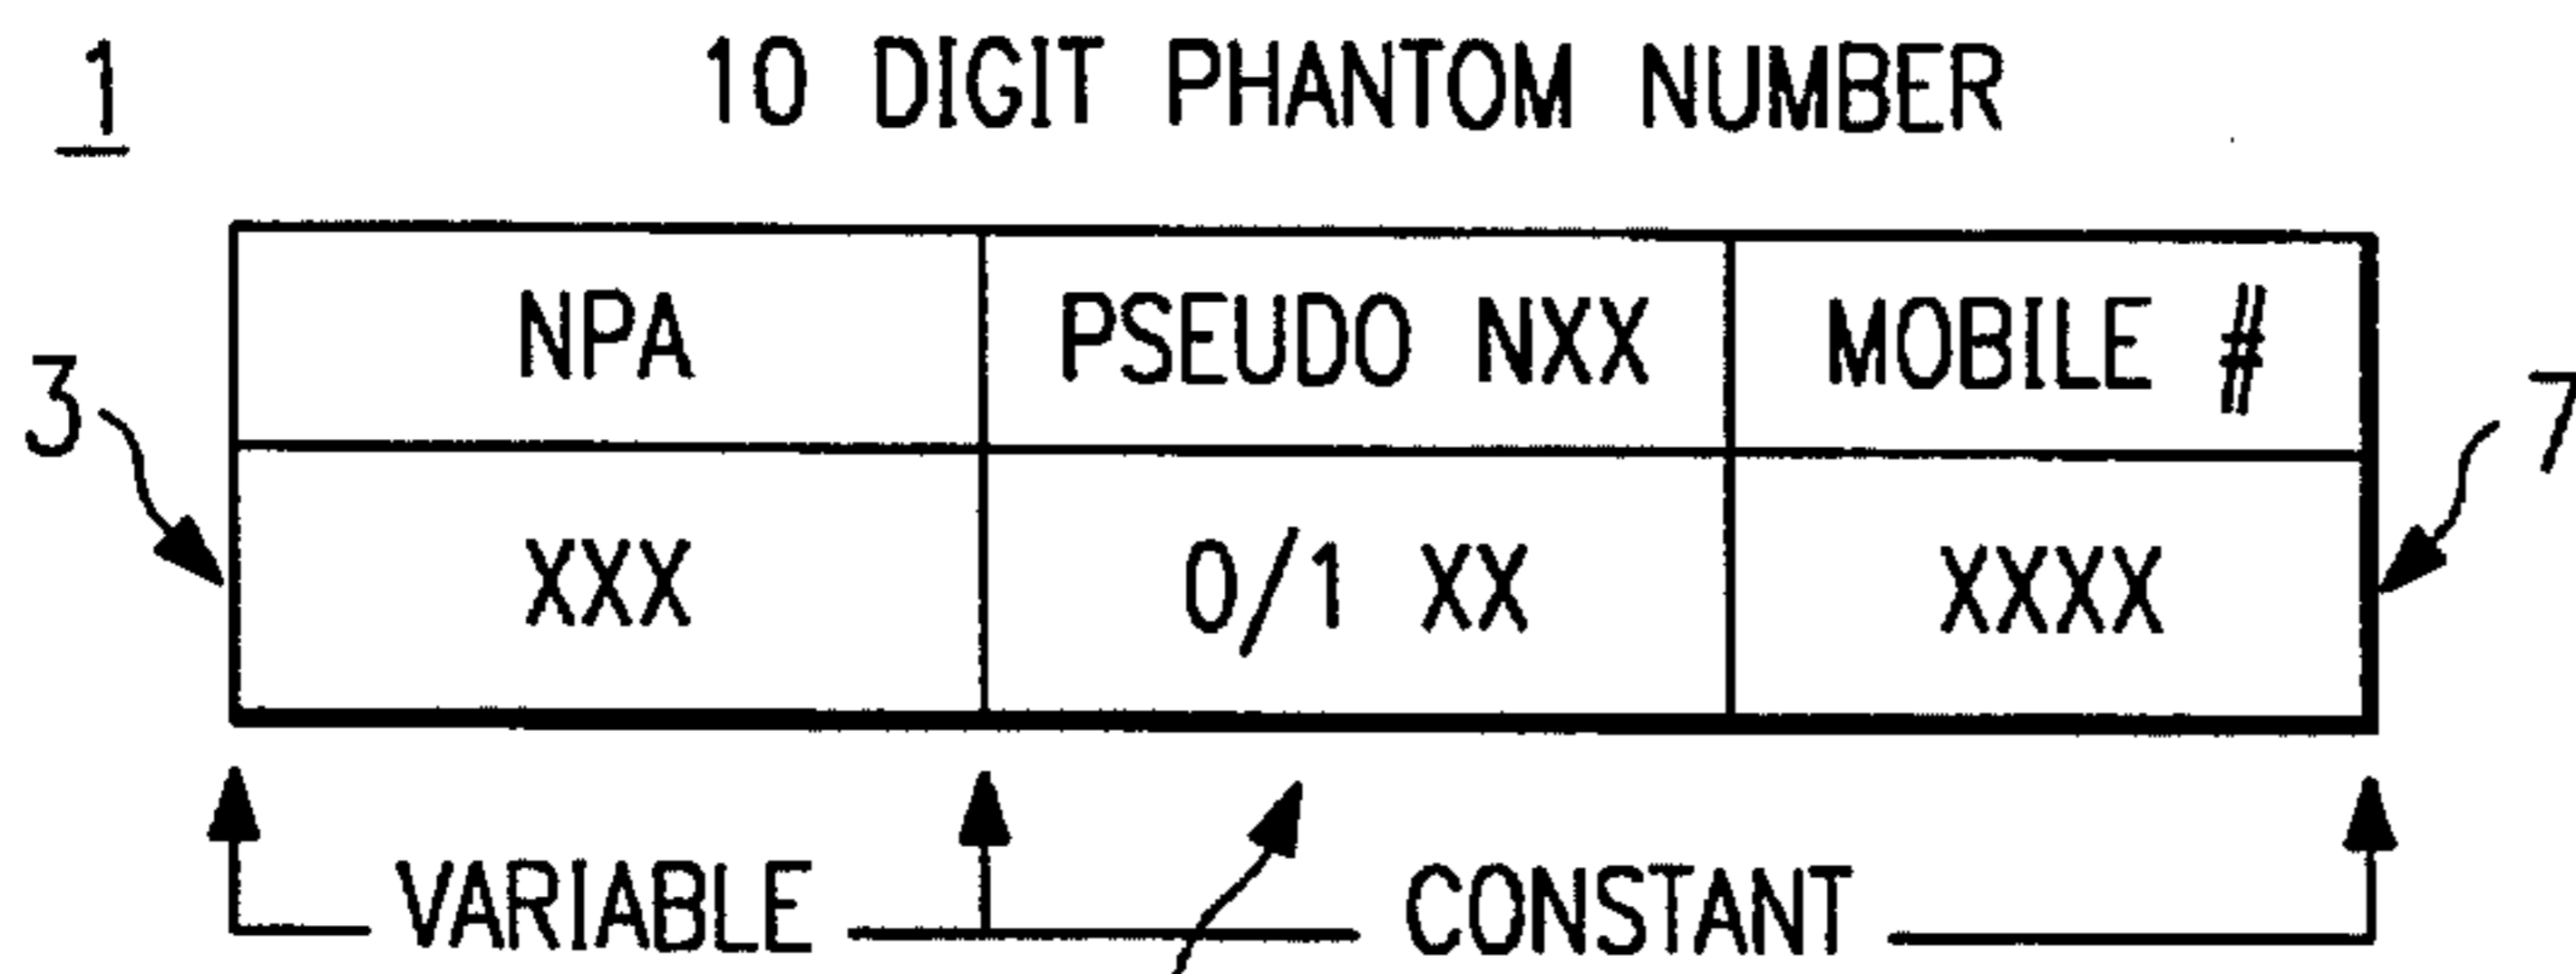 1
10 DIGIT PHANTOM NUMBER
NPA PSEUDO NXX MOBILE #
3 7
XXX 0/1 XX XXXX
VARIABLE CONSTANT